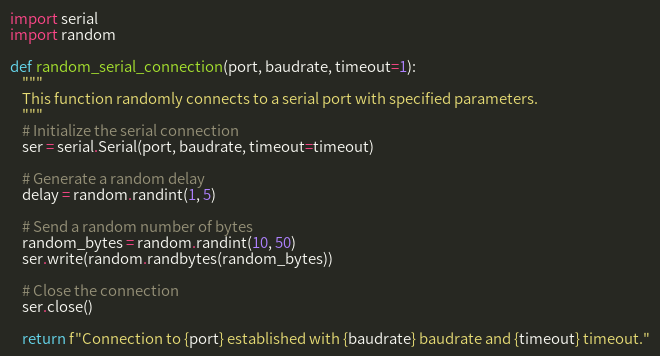 import serial
import random

def random_serial_connection(port, baudrate, timeout=1):
    """
    This function randomly connects to a serial port with specified parameters.
    """
    # Initialize the serial connection
    ser = serial.Serial(port, baudrate, timeout=timeout)

    # Generate a random delay
    delay = random.randint(1, 5)

    # Send a random number of bytes
    random_bytes = random.randint(10, 50)
    ser.write(random.randbytes(random_bytes))

    # Close the connection
    ser.close()

    return f"Connection to {port} established with {baudrate} baudrate and {timeout} timeout."